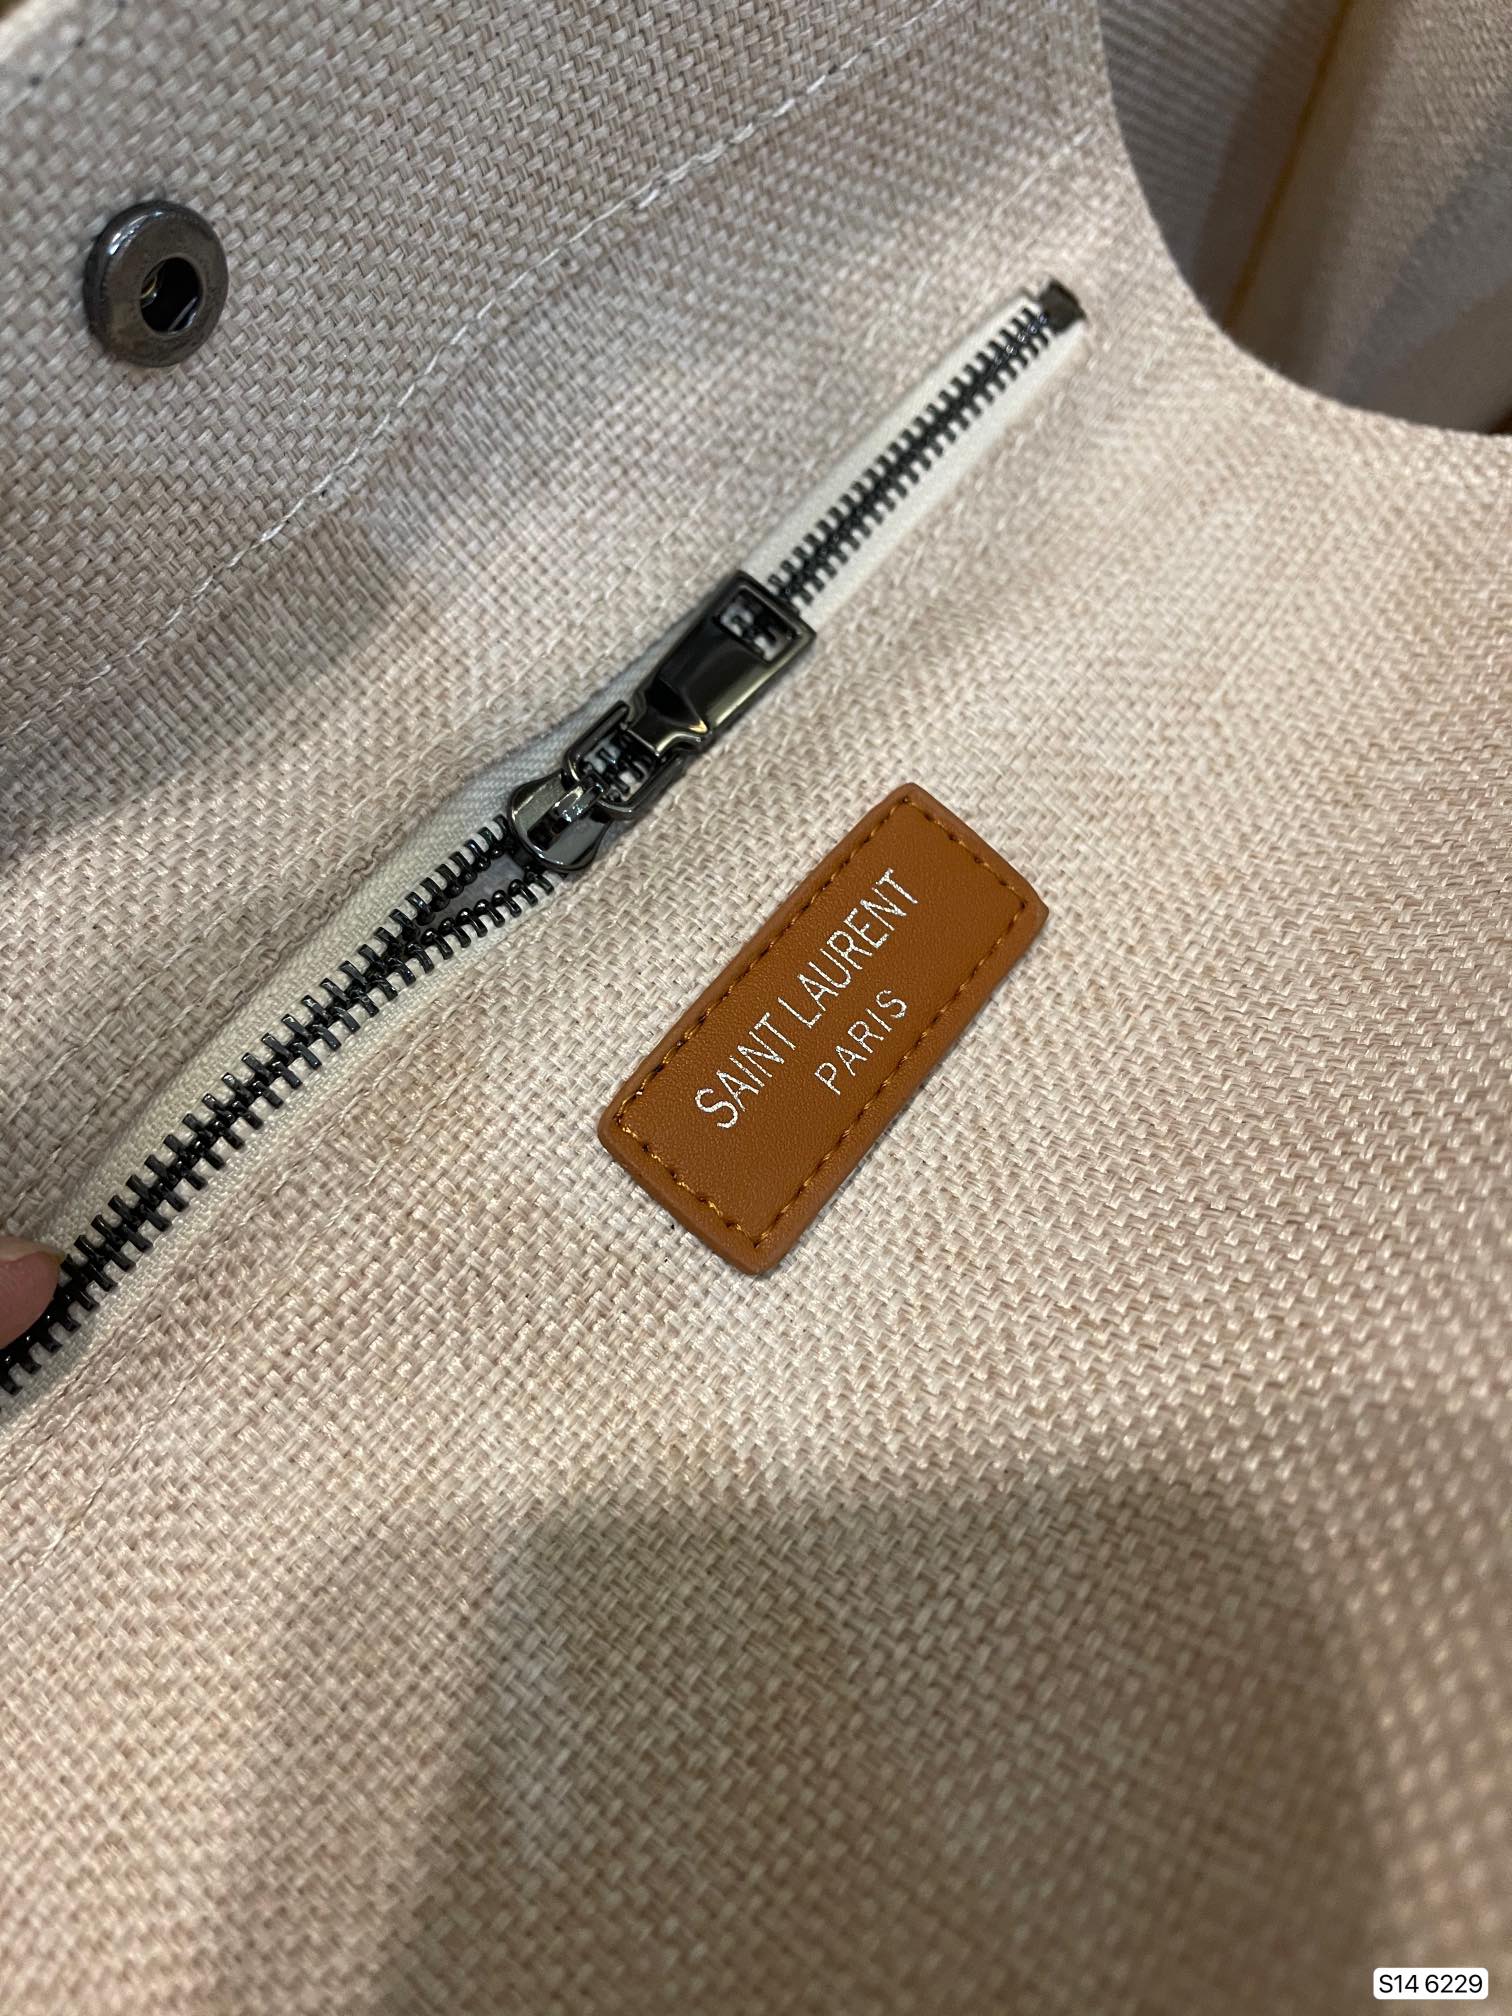 SAINT LAURENT
PARIS
S14 6229